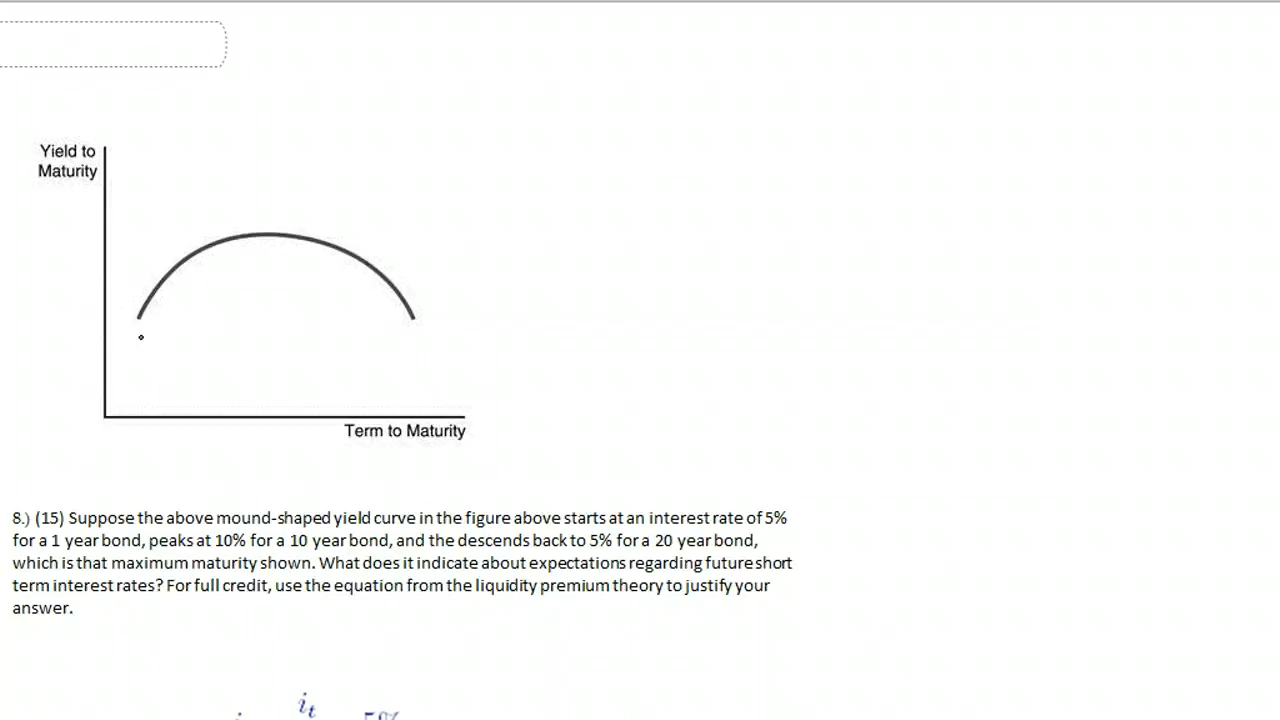 Yield to
Maturity
Term to Maturity
8.) (15) Suppose the above mound-shaped yield curve in the figure above starts at an interest rate of 5%
for a 1 year bond, peaks at 10% for a 10 year bond, and the descends back to 5% for a 20 year bond,
which is that maximum maturity shown. What does it indicate about expectations regarding future short
term interest rates? For full credit, use the equation from the liquidity premium theory to justify your
answer.
it